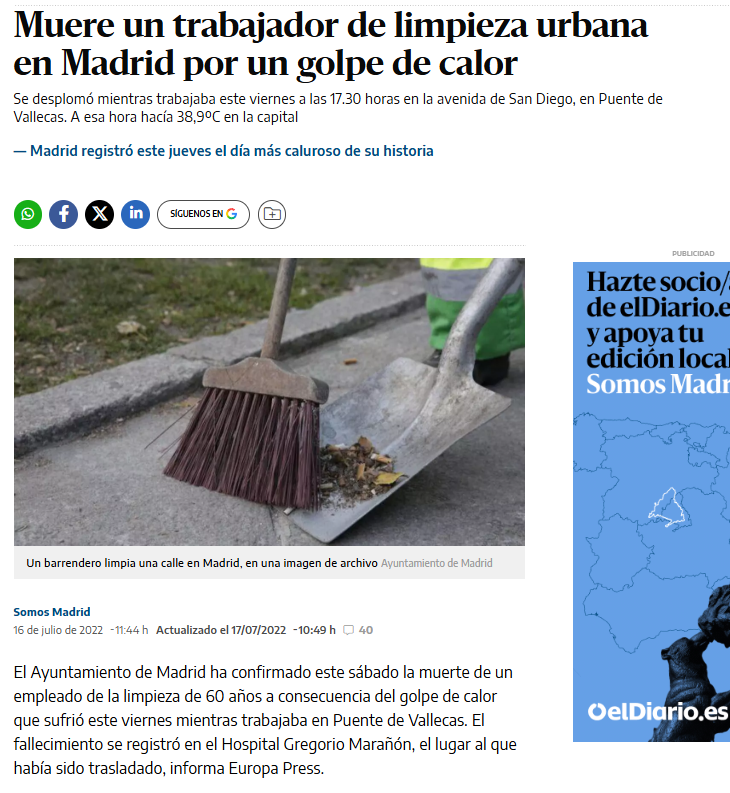 Muere un trabajador de limpieza urbana
en Madrid por un golpe de calor
Se desplomó mientras trabajaba este viernes a las 17.30 horas en la avenida de San Diego, en Puente de
Vallecas. A esa hora hacía 38,9ºC en la capital
— Madrid registró este jueves el día más caluroso de su historia
SÍGUENOS EN G
PUBLICIDAD
Hazte socio/a
de elDiario.e
y apoya tu
edición local
Somos Madr
Un barrendero limpia una calle en Madrid, en una imagen de archivo Ayuntamiento de Madrid
Somos Madrid
16 de julio de 2022 -11:44 h Actualizado el 17/07/2022 -10:49 h 40
El Ayuntamiento de Madrid ha confirmado este sábado la muerte de un
empleado de la limpieza de 60 años a consecuencia del golpe de calor
que sufrió este viernes mientras trabajaba en Puente de Vallecas. El
fallecimiento se registró en el Hospital Gregorio Marañón, el lugar al que
había sido trasladado, informa Europa Press.
elDiario.es